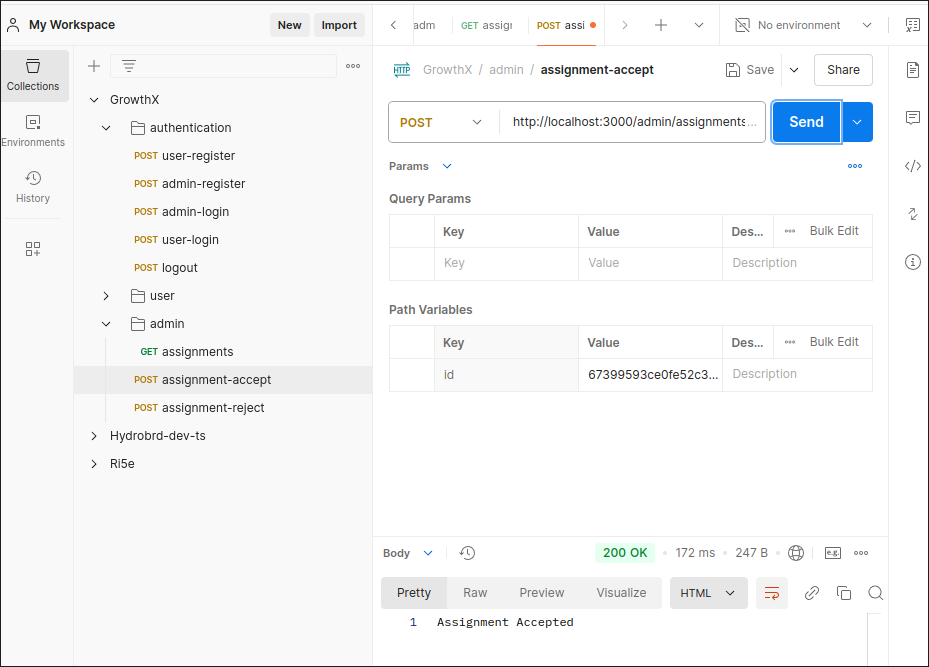 My Workspace
New
Import
adm
GET assigr
POST assi
No environment
Collections
Environments
History
GrowthX
authentication
POST user-register
POST admin-register
POST admin-login
POST user-login
POST logout
user
admin
GET assignments
POST assignment-accept
POST assignment-reject
Hydrobrd-dev-ts
Ri5e
HTTP
GrowthX / admin / assignment-accept
Save
Share
POST
http://localhost:3000/admin/assignments...
Send
Params
Query Params
Key Value Des... Bulk Edit
Key Value Description
Path Variables
Key Value Des... Bulk Edit
id 67399593ce0fe52c3... Description
Body
200 OK • 172 ms • 247 B •
e.g.
Pretty Raw Preview Visualize HTML
1 Assignment Accepted